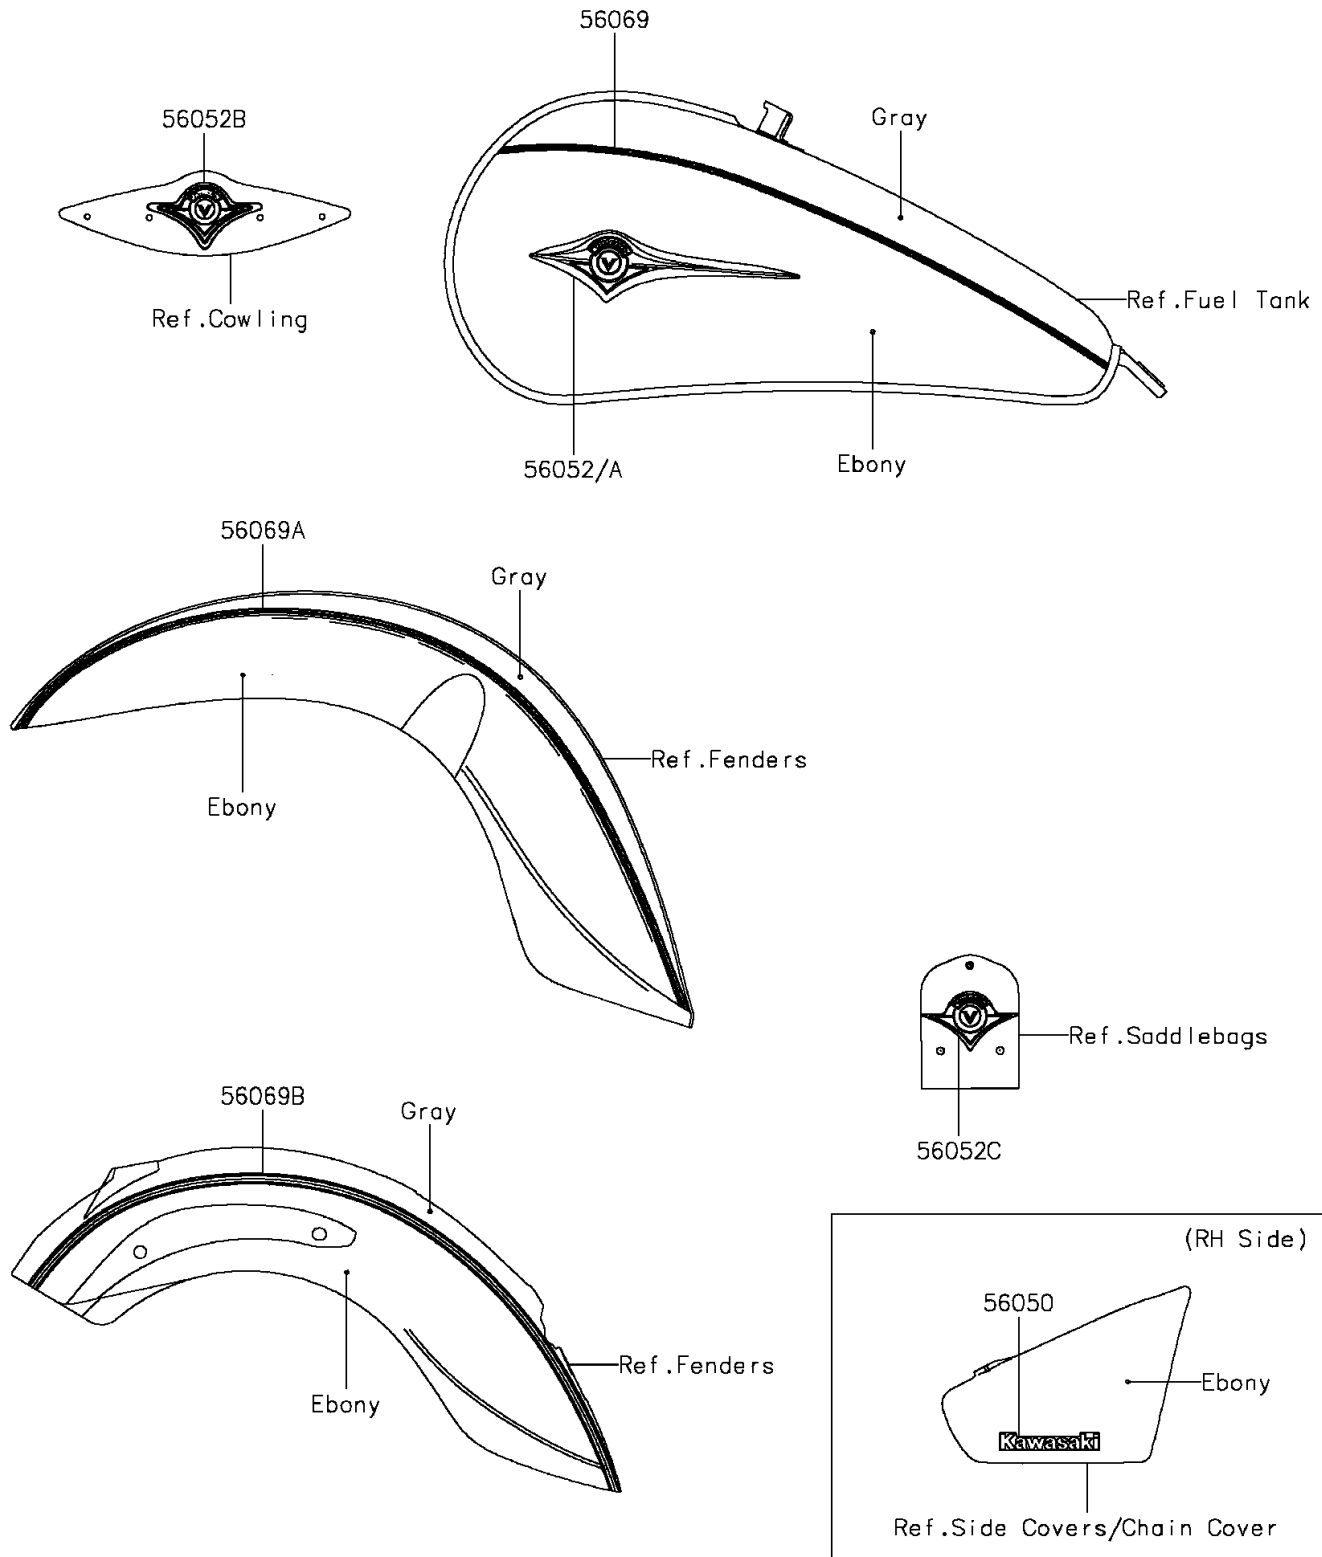 56069
56052B
Gray
Ref.Cowling
Ref.Fuel Tank
V
V
56052/A
Ebony
56069A
Gray
Ref.Fenders
Ebony
V
Ref.Saddlebags
56052C
56069B
Gray
Ref.Fenders
Ebony
(RH Side)
56050
Ebony
Kawasaki
Ref.Side Covers/Chain Cover